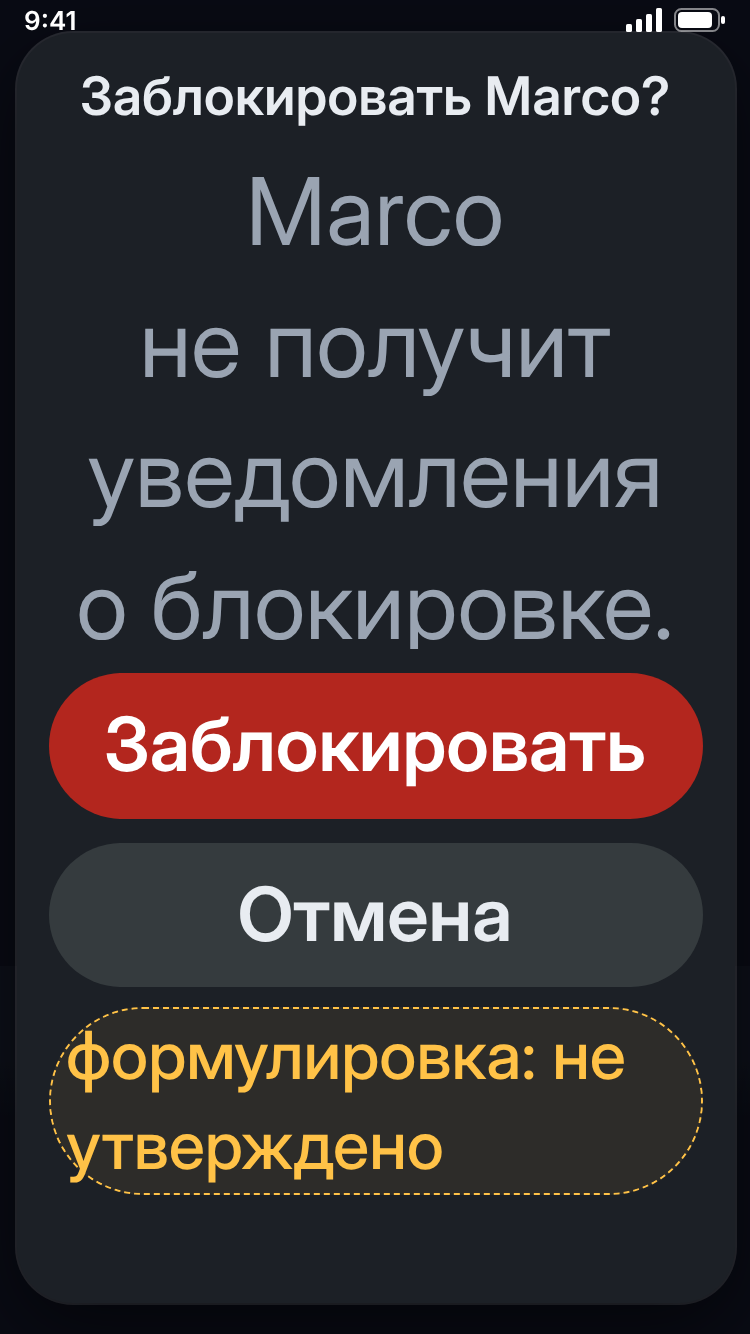 9:41
Заблокировать Marco?
Marco
не получит
уведомления
о блокировке.
Заблокировать
Отмена
формулировка: не
утверждено